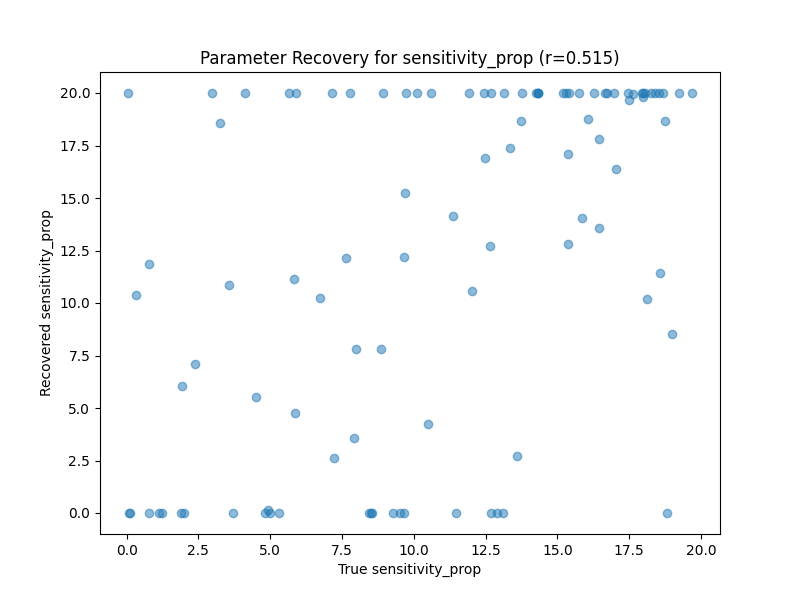 Parameter Recovery for sensitivity_prop (r=0.515)
Recovered sensitivity_prop
20.0
17.5
15.0
12.5
10.0
7.5
5.0
2.5
0.0
0.0 2.5 5.0 7.5 10.0 12.5 15.0 17.5 20.0
True sensitivity_prop